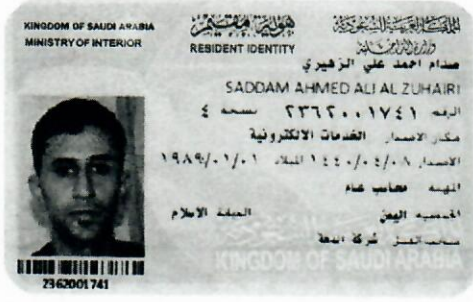 KINGDOM OF SAUDI ARABIA
MINISTRY OF INTERIOR
هوية مقيم
RESIDENT IDENTITY
المملكة العربية السعودية
وزارة الداخلية
صدام احمد علي الزهيري
SADDAM AHMED ALI AL ZUHAIRI
الرقم ٢٣٦٢٠٠١٧٤١ نسخة ٤
مكان الاصدار الخدمات الالكترونية
الاصدار ١٤٤٠/٠٤/٠٨ الميلاد ١٩٨٩/٠١/٠١
المهنة محاسب عام
الجنسية اليمن الديانة الاسلام
صاحب العمل شركة
KINGDOM OF SAUDI ARABIA
2362001741